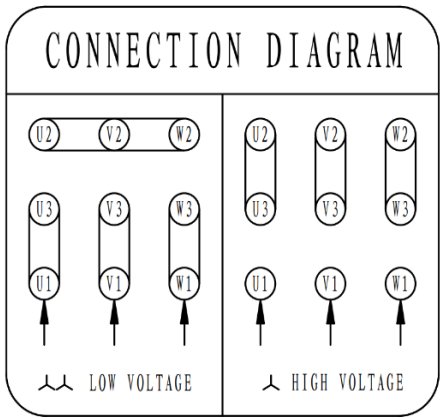 CONNECTION DIAGRAM
U2 V2 W2
U3 V3 W3
U1 V1 W1
LOW VOLTAGE
U2 V2 W2
U3 V3 W3
U1 V1 W1
HIGH VOLTAGE